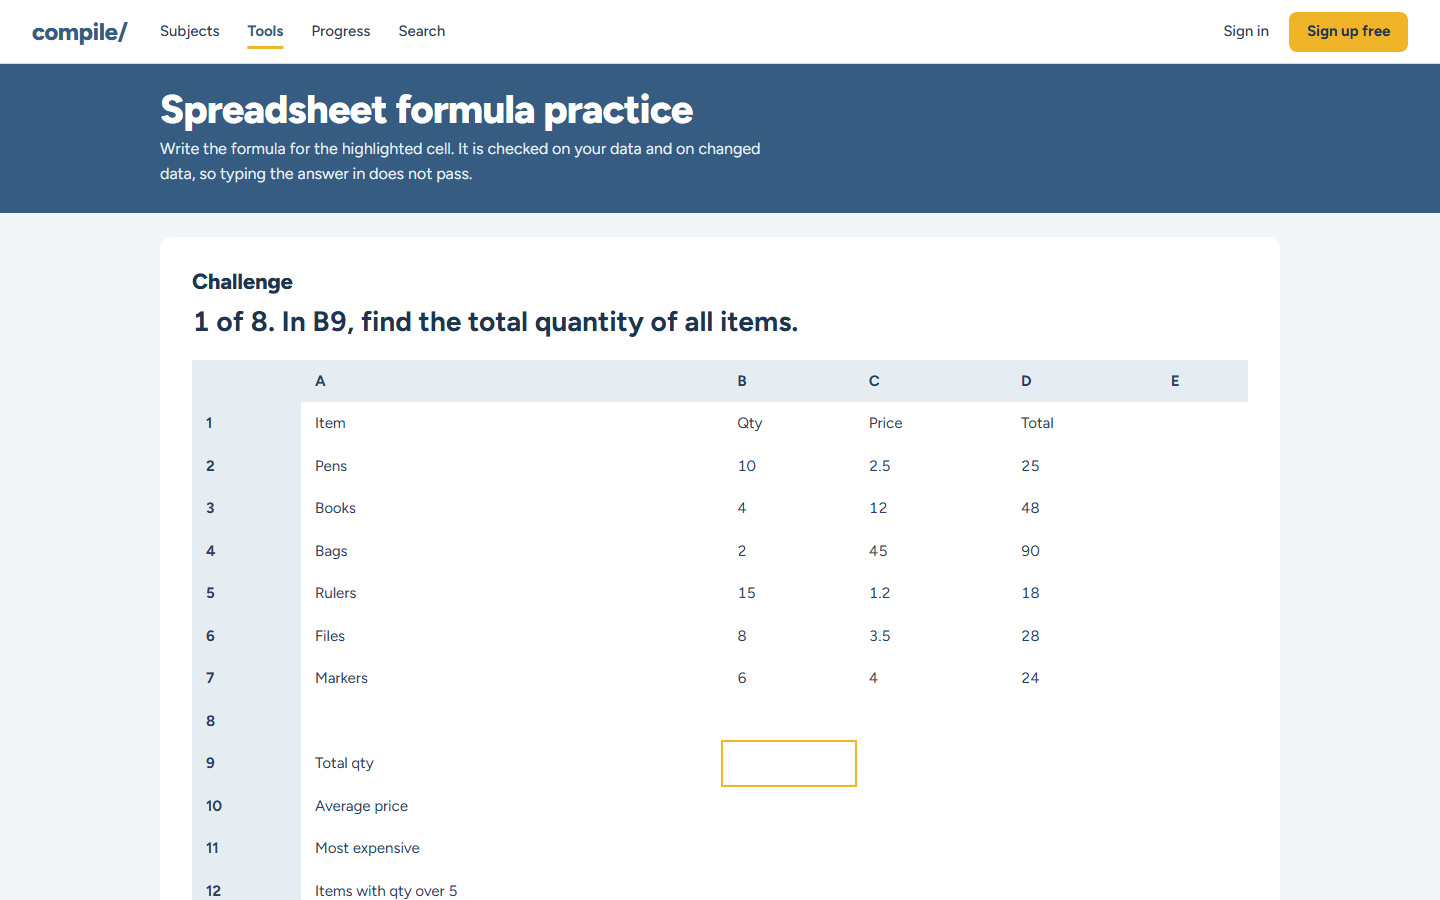 compile/ Subjects Tools Progress Search Sign in Sign up free
Spreadsheet formula practice
Write the formula for the highlighted cell. It is checked on your data and on changed
data, so typing the answer in does not pass.
Challenge
1 of 8. In B9, find the total quantity of all items.
A B C D E
1 Item Qty Price Total
2 Pens 10 2.5 25
3 Books 4 12 48
4 Bags 2 45 90
5 Rulers 15 1.2 18
6 Files 8 3.5 28
7 Markers 6 4 24
8
9 Total qty
10 Average price
11 Most expensive
12 Items with qty over 5